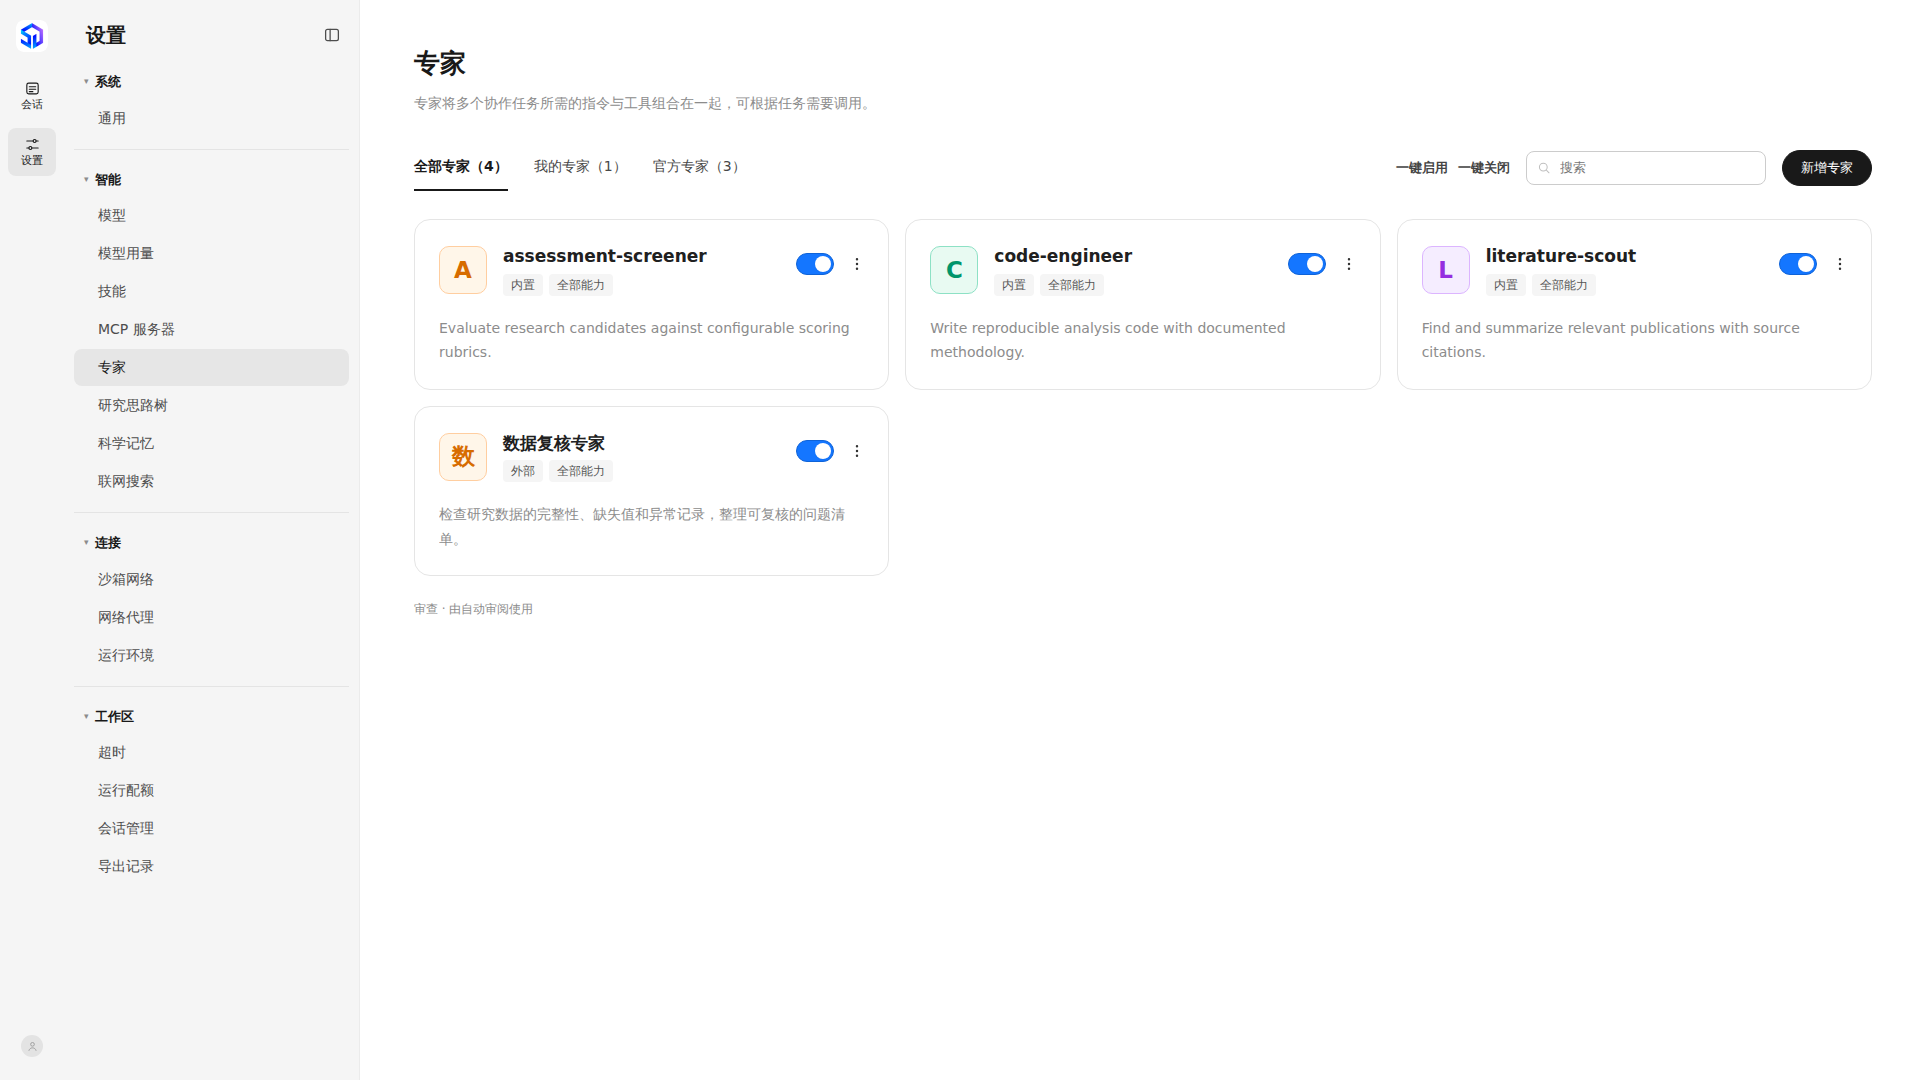 设置
会话
设置
系统
通用
智能
模型
模型用量
技能
MCP 服务器
专家
研究思路树
科学记忆
联网搜索
连接
沙箱网络
网络代理
运行环境
工作区
超时
运行配额
会话管理
导出记录
专家
专家将多个协作任务所需的指令与工具组合在一起，可根据任务需要调用。
全部专家（4） 我的专家（1） 官方专家（3） 一键启用 一键关闭 搜索 新增专家
A
assessment-screener
内置 全部能力
Evaluate research candidates against configurable scoring
rubrics.
C
code-engineer
内置 全部能力
Write reproducible analysis code with documented
methodology.
L
literature-scout
内置 全部能力
Find and summarize relevant publications with source
citations.
数
数据复核专家
外部 全部能力
检查研究数据的完整性、缺失值和异常记录，整理可复核的问题清
单。
审查 · 由自动审阅使用